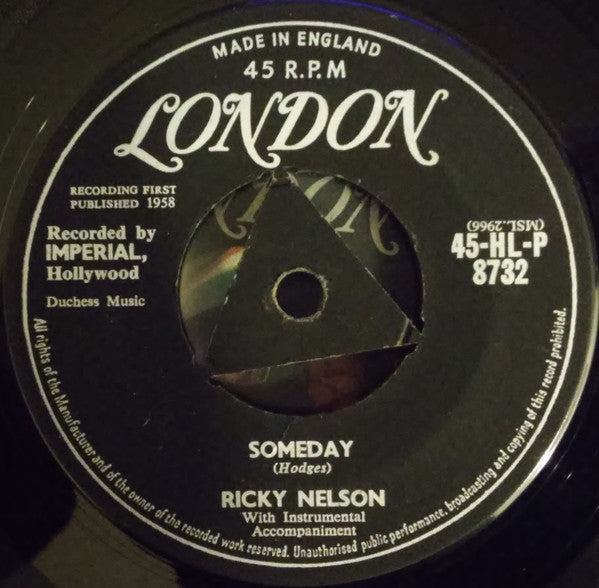 MADE IN ENGLAND
45 R.P.M
LONDON
RECORDING FIRST
PUBLISHED 1958
Recorded by
IMPERIAL,
Hollywood
Duchess Music
(MSL.2966)
45-HL-P
8732
SOMEDAY
(Hodges)
RICKY NELSON
With Instrumental
Accompaniment
All rights of the Manufacturer and of the owner of the recorded work reserved. Unauthorised public performance, broadcasting and copying of this record prohibited.